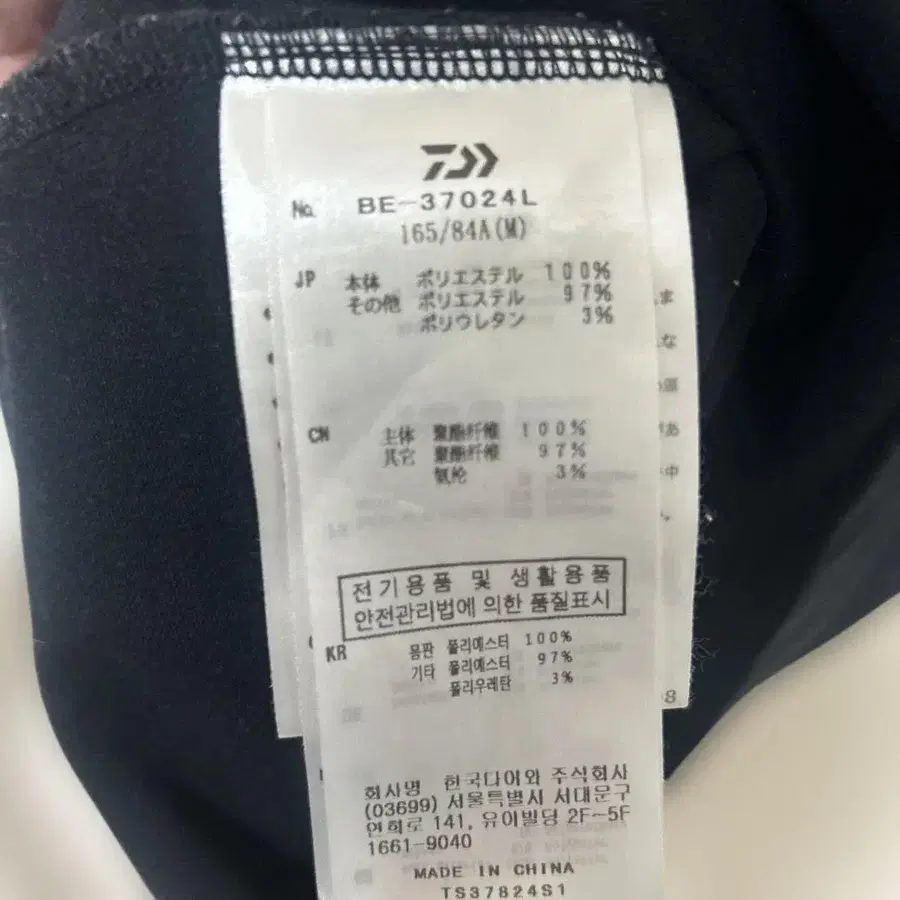 No. BE-37024L
165/84A(M)
JP 本体 ポリエステル 100%
その他 ポリエステル 97%
ポリウレタン 3%
CN 主体 聚酯纤维 100%
其它 聚酯纤维 97%
氨纶 3%
전기용품 및 생활용품
안전관리법에 의한 품질표시
KR 몸판 폴리에스터 100%
기타 폴리에스터 97%
폴리우레탄 3%
회사명 한국다이와 주식회사
(03699) 서울특별시 서대문구
연희로 141, 유이빌딩 2F~5F
1661-9040
MADE IN CHINA
TS37824S1